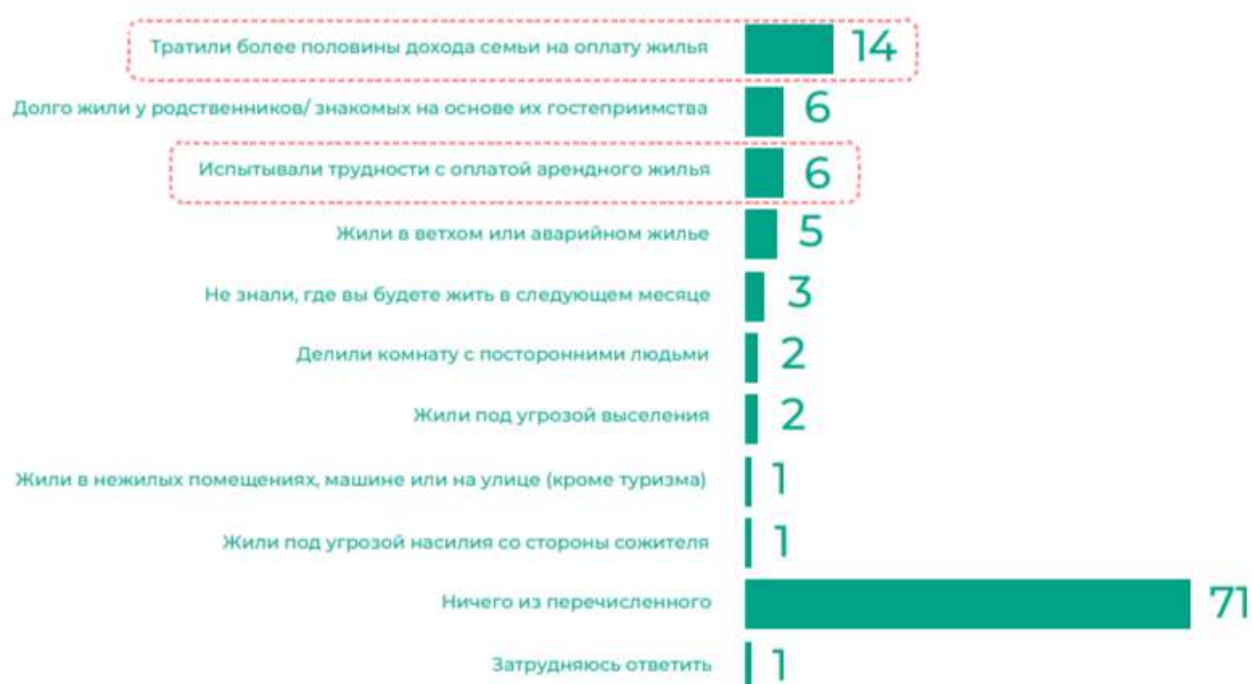 Тратили более половины дохода семьи на оплату жилья 14
Долго жили у родственников/ знакомых на основе их гостеприимства 6
Испытывали трудности с оплатой арендного жилья 6
Жили в ветхом или аварийном жилье 5
Не знали, где вы будете жить в следующем месяце 3
Делили комнату с посторонними людьми 2
Жили под угрозой выселения 2
Жили в нежилых помещениях, машине или на улице (кроме туризма) 1
Жили под угрозой насилия со стороны сожителя 1
Ничего из перечисленного 71
Затрудняюсь ответить 1